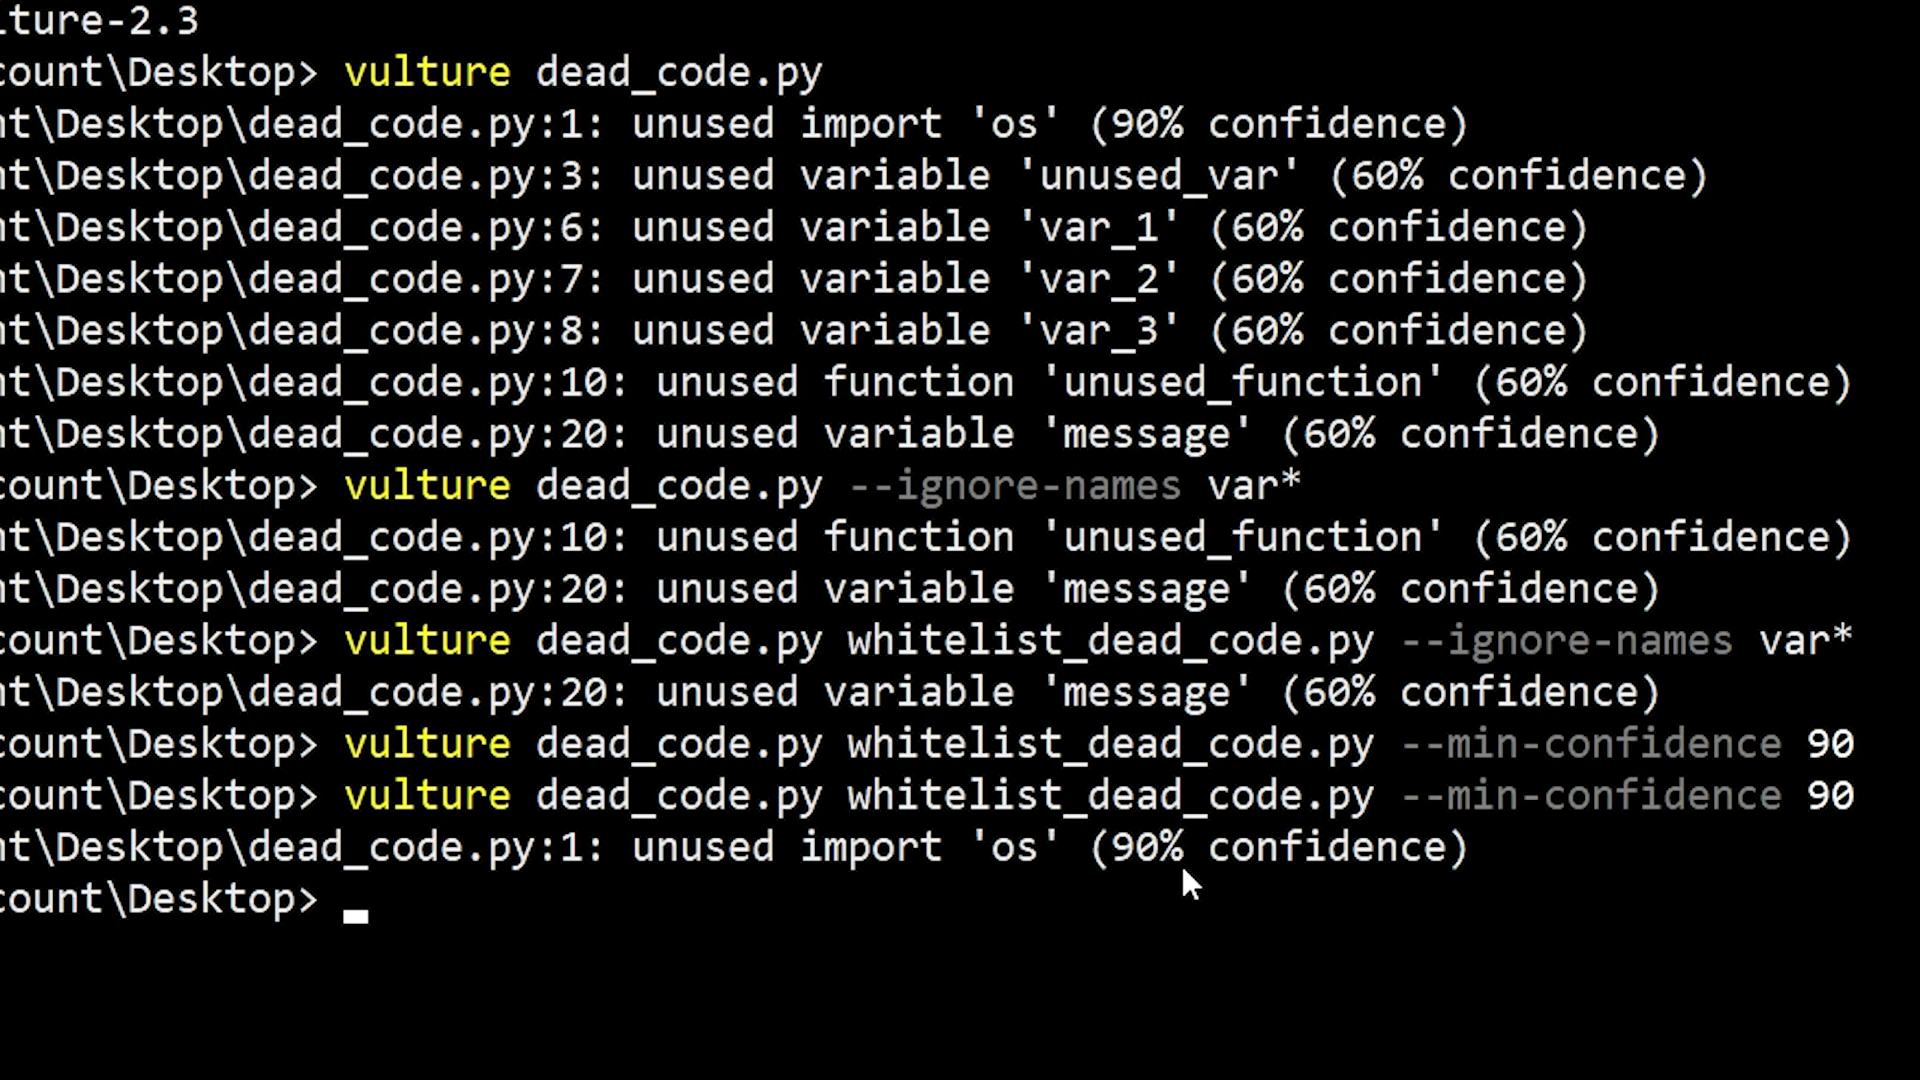 lture-2.3
count\Desktop> vulture dead_code.py
nt\Desktop\dead_code.py:1: unused import 'os' (90% confidence)
nt\Desktop\dead_code.py:3: unused variable 'unused_var' (60% confidence)
nt\Desktop\dead_code.py:6: unused variable 'var_1' (60% confidence)
nt\Desktop\dead_code.py:7: unused variable 'var_2' (60% confidence)
nt\Desktop\dead_code.py:8: unused variable 'var_3' (60% confidence)
nt\Desktop\dead_code.py:10: unused function 'unused_function' (60% confidence)
nt\Desktop\dead_code.py:20: unused variable 'message' (60% confidence)
count\Desktop> vulture dead_code.py --ignore-names var*
nt\Desktop\dead_code.py:10: unused function 'unused_function' (60% confidence)
nt\Desktop\dead_code.py:20: unused variable 'message' (60% confidence)
count\Desktop> vulture dead_code.py whitelist_dead_code.py --ignore-names var*
nt\Desktop\dead_code.py:20: unused variable 'message' (60% confidence)
count\Desktop> vulture dead_code.py whitelist_dead_code.py --min-confidence 90
count\Desktop> vulture dead_code.py whitelist_dead_code.py --min-confidence 90
nt\Desktop\dead_code.py:1: unused import 'os' (90% confidence)
count\Desktop>